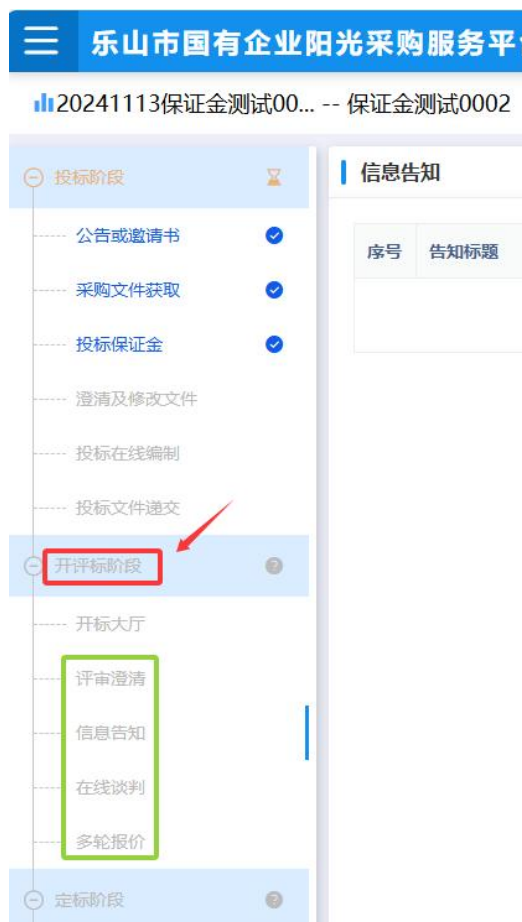 乐山市国有企业阳光采购服务平
20241113保证金测试00... -- 保证金测试0002
投标阶段
信息告知
公告或邀请书
序号 告知标题
采购文件获取
投标保证金
澄清及修改文件
投标在线编制
投标文件递交
开评标阶段
开标大厅
评审澄清
信息告知
在线谈判
多轮报价
定标阶段